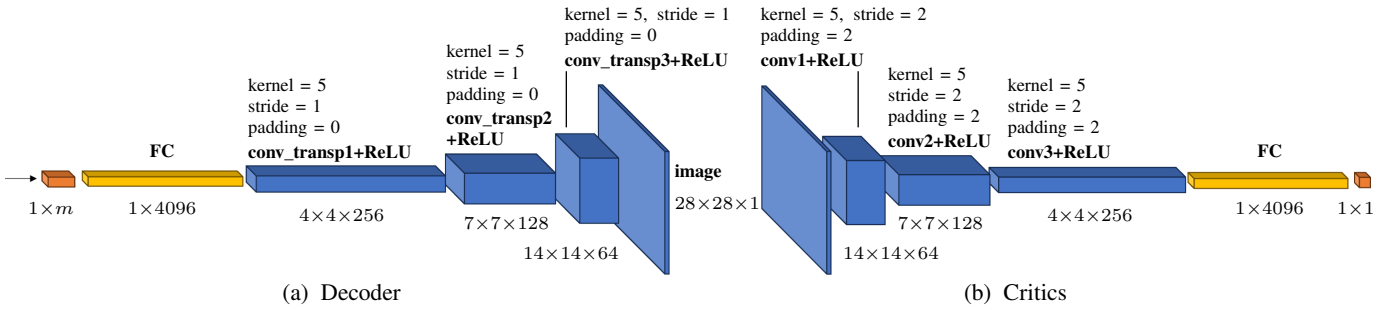 kernel = 5, stride = 1
padding = 0
conv_transp3+ReLU
kernel = 5
stride = 1
padding = 0
conv_transp2
+ReLU
kernel = 5
stride = 1
padding = 0
conv_transp1+ReLU
FC
image
1×m
1×4096
4×4×256
7×7×128
14×14×64
28×28×1
(a) Decoder
kernel = 5, stride = 2
padding = 2
conv1+ReLU
kernel = 5
stride = 2
padding = 2
conv2+ReLU
kernel = 5
stride = 2
padding = 2
conv3+ReLU
FC
14×14×64
7×7×128
4×4×256
1×4096
1×1
(b) Critics